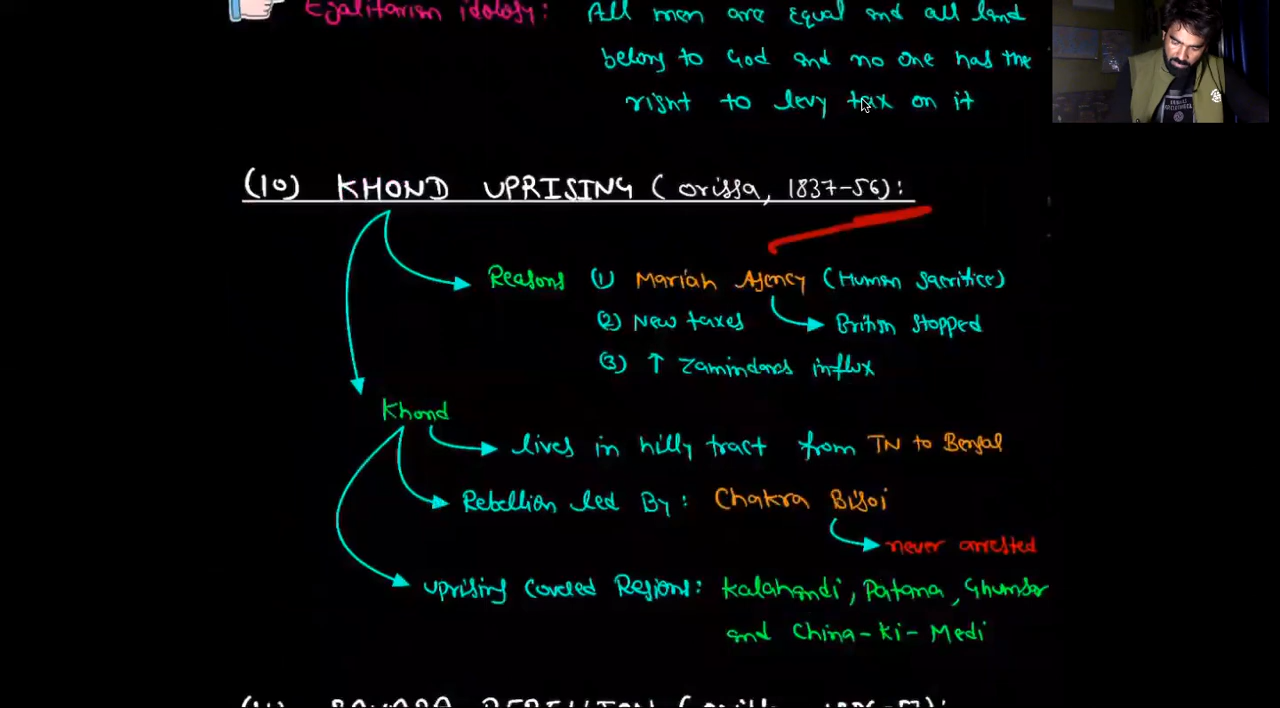 Egalitarism idology: All men are Equal and all land
belong to God and no one has the
right to levy tax on it
(10) KHOND UPRISING (orissa, 1837-56):
Reasons (1) Mariah Agency (Human Sacrifice)
(2) New taxes → British stopped
(3) ↑ Zamindars influx
Khond
lives in hilly tract from TN to Bengal
Rebellion led By: Chakra Bisoi
never arrested
uprising Covered Regions: Kalahandi, Patana, Ghumsar
and China-Ki-Medi